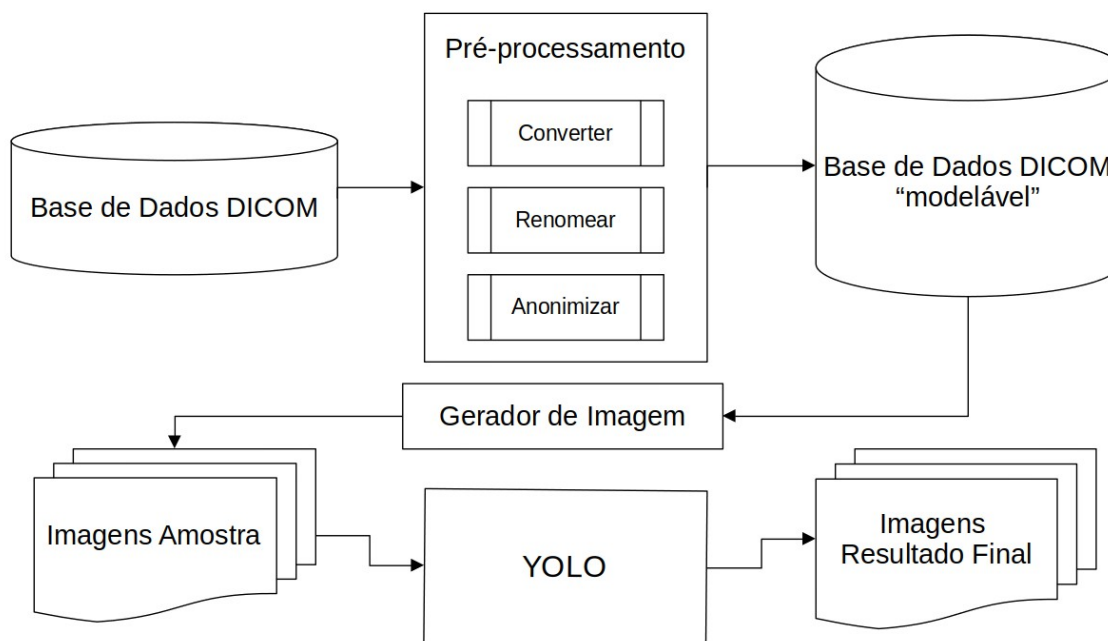 Pré-processamento
Converter
Renomear
Anonimizar
Base de Dados DICOM
Base de Dados DICOM
“modelável”
Gerador de Imagem
Imagens Amostra
YOLO
Imagens
Resultado Final